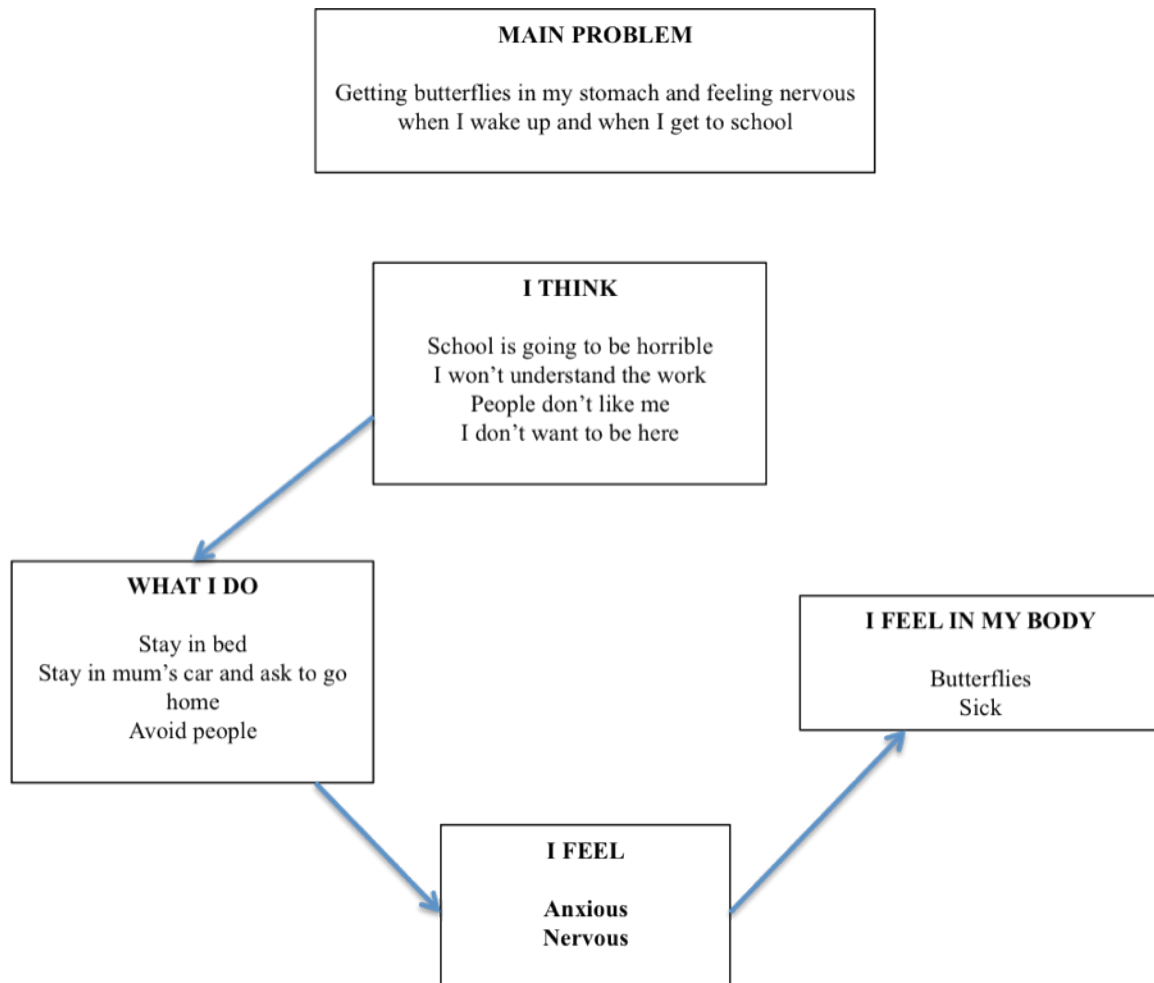 MAIN PROBLEM
Getting butterflies in my stomach and feeling nervous
when I wake up and when I get to school
I THINK
School is going to be horrible
I won’t understand the work
People don’t like me
I don’t want to be here
WHAT I DO
Stay in bed
Stay in mum’s car and ask to go
home
Avoid people
I FEEL IN MY BODY
Butterflies
Sick
I FEEL
Anxious
Nervous